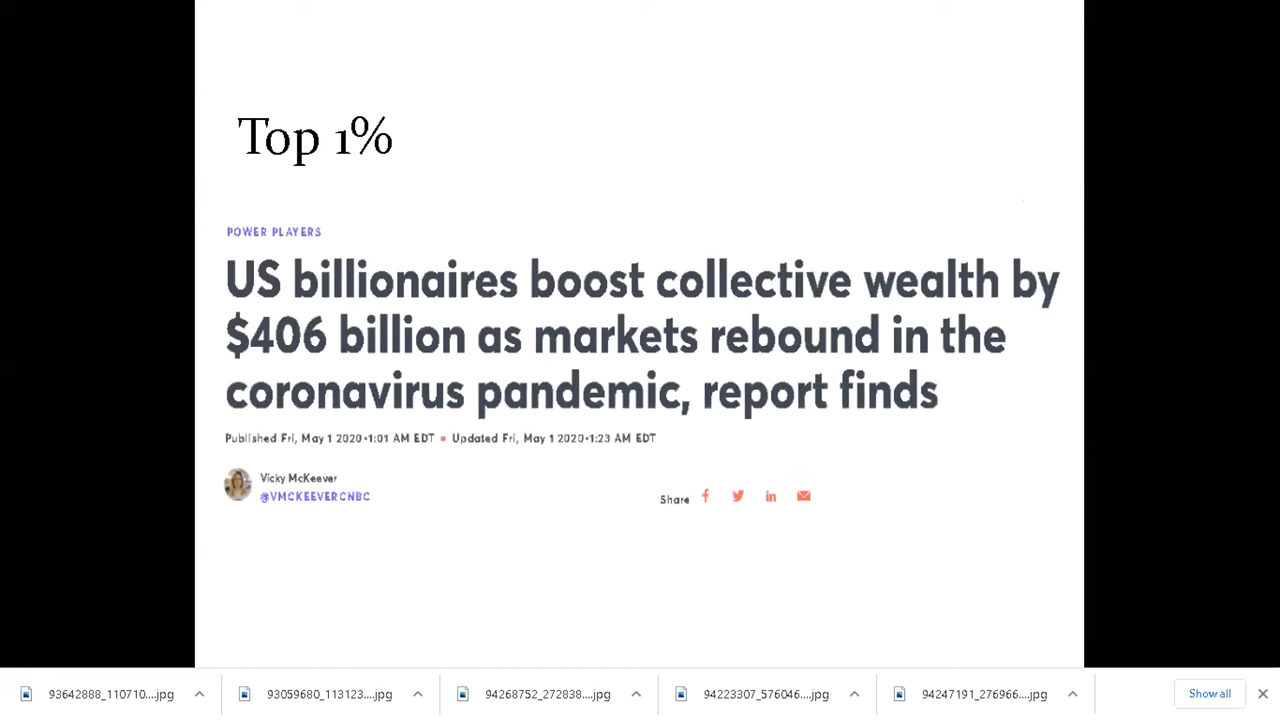 Top 1%
POWER PLAYERS
US billionaires boost collective wealth by
$406 billion as markets rebound in the
coronavirus pandemic, report finds
Published Fri, May 1 2020•1:01 AM EDT • Updated Fri, May 1 2020•1:23 AM EDT
Vicky McKeever
@VMCKEEVERCNBC
Share
93642888_110710....jpg 93059680_113123....jpg 94268752_272838....jpg 94223307_576046....jpg 94247191_276966....jpg Show all